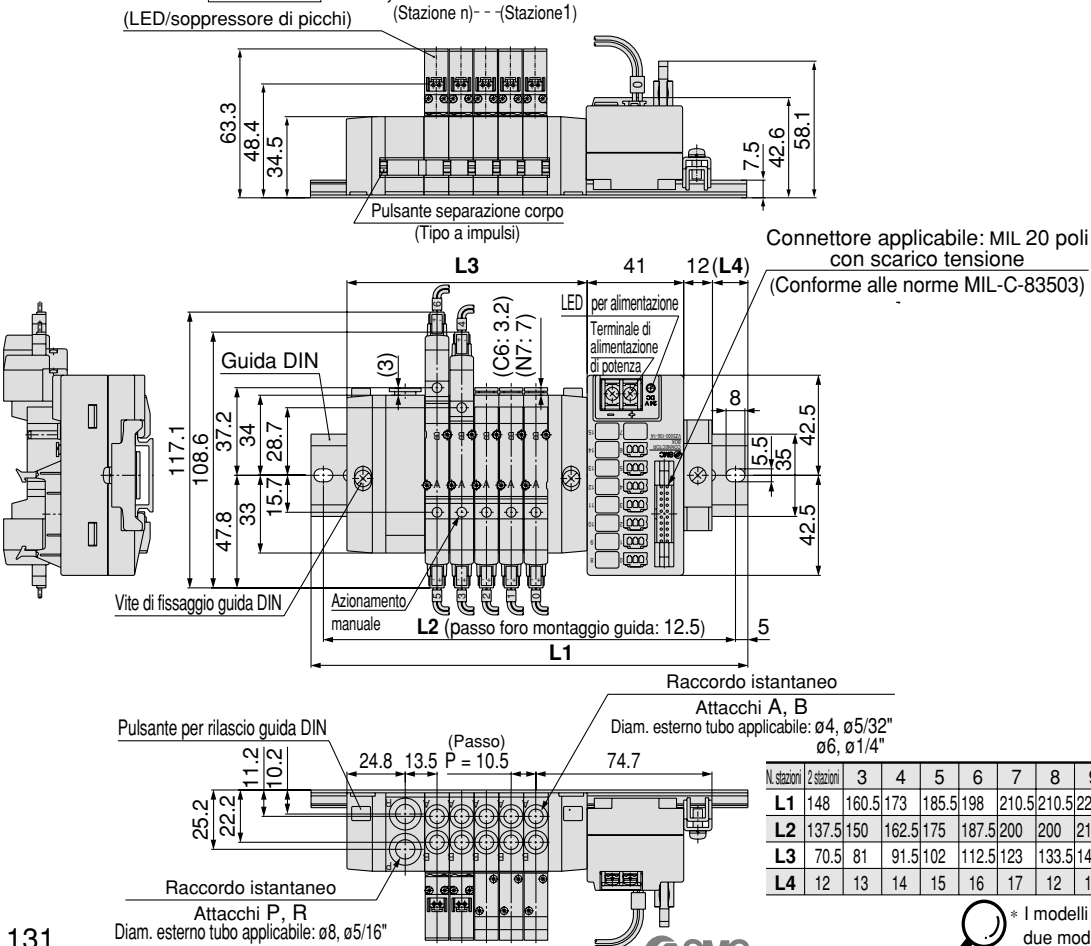 (LED/soppressore di picchi)
(Stazione n)- - -(Stazione1)
63.3
48.4
34.5
7.5
42.6
58.1
Pulsante separazione corpo
(Tipo a impulsi)
Connettore applicabile: MIL 20 poli
con scarico tensione
(Conforme alle norme MIL-C-83503)
L3
41
12
(L4)
LED per alimentazione
Terminale di
alimentazione
di potenza
(C6: 3.2)
(N7: 7)
(3)
Guida DIN
117.1
108.6
37.2
34
28.7
15.7
33
47.8
8
42.5
5.5
35
42.5
Vite di fissaggio guida DIN
Azionamento
manuale
L2 (passo foro montaggio guida: 12.5)
5
L1
Raccordo istantaneo
Attacchi A, B
Diam. esterno tubo applicabile: ø4, ø5/32"
ø6, ø1/4"
Pulsante per rilascio guida DIN
(Passo)
24.8
13.5
P = 10.5
74.7
11.2
10.2
25.2
22.2
Raccordo istantaneo
Attacchi P, R
Diam. esterno tubo applicabile: ø8, ø5/16"
N. stazioni 2 stazioni 3 4 5 6 7 8
L1 148 160.5 173 185.5 198 210.5 210.5
L2 137.5 150 162.5 175 187.5 200 200
L3 70.5 81 91.5 102 112.5 123 133.5
L4 12 13 14 15 16 17 12
* I modelli
due mod
131